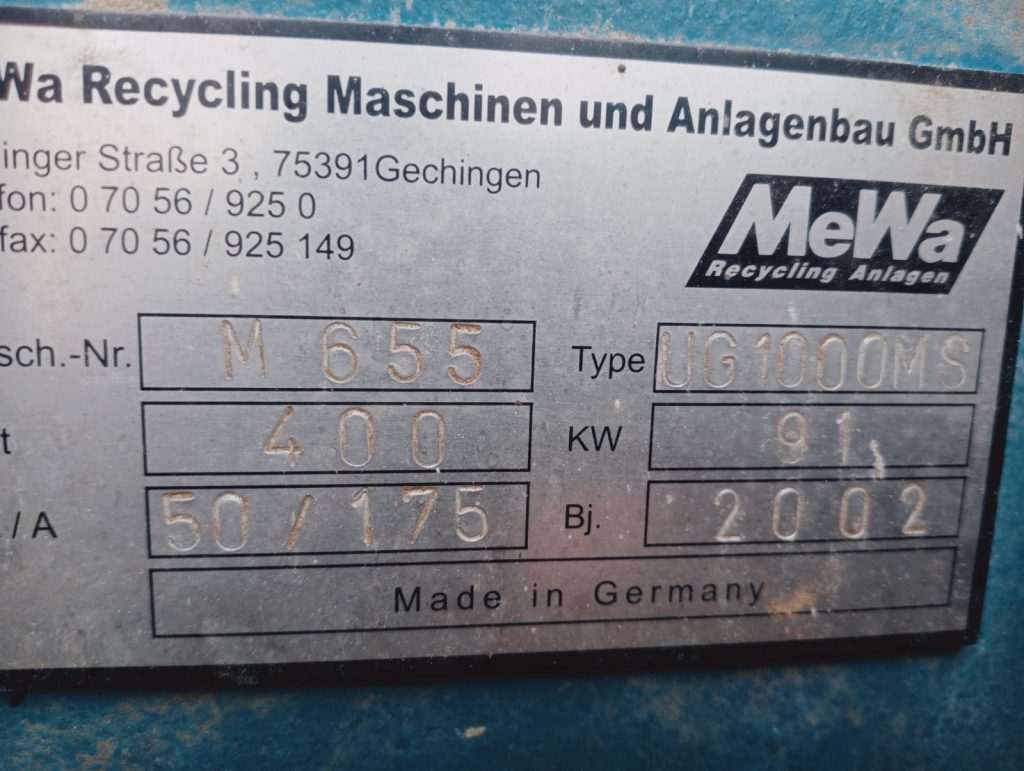 Wa Recycling Maschinen und Anlagenbau GmbH
inger Straße 3 , 75391Gechingen
fon: 0 70 56 / 925 0
fax: 0 70 56 / 925 149
MeWa
Recycling Anlagen
sch.-Nr. M 655 Type UG1000MS
t 400 KW 91
. / A 50 / 175 Bj. 2002
Made in Germany